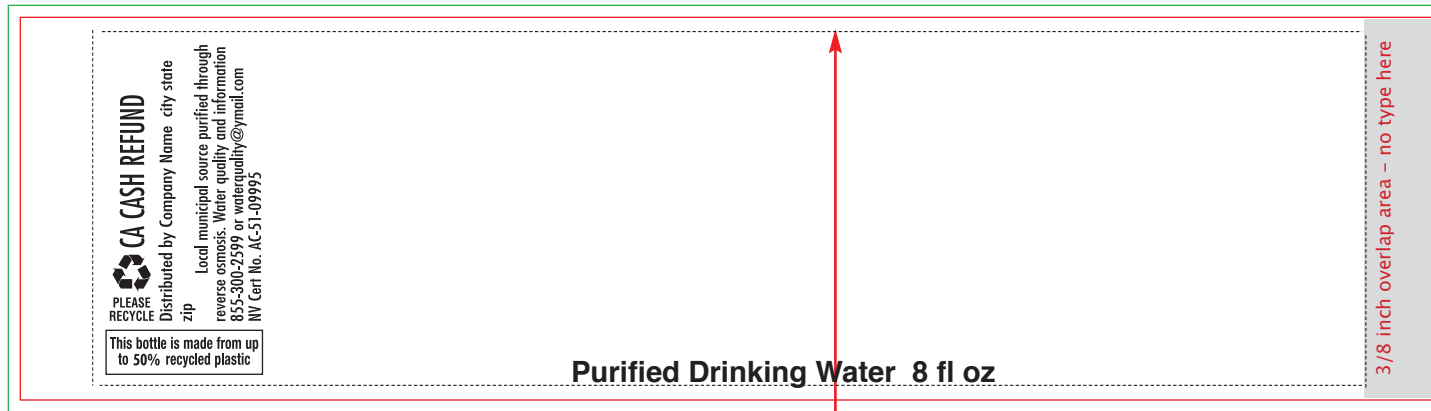 CA CASH REFUND
PLEASE
RECYCLE
Distributed by Company Name city state
zip
Local municipal source purified through
reverse osmosis. Water quality and information
855-300-2599 or waterquality@ymail.com
NV Cert No. AC-51-09995
This bottle is made from up
to 50% recycled plastic
Purified Drinking Water 8 fl oz
3/8 inch overlap area – no type here